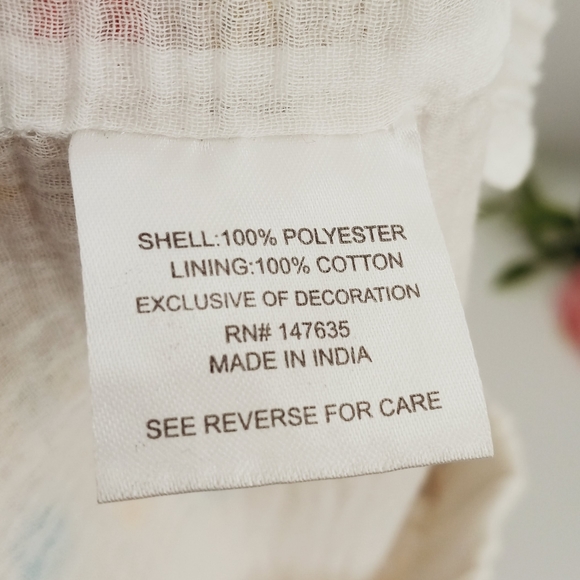 SHELL:100% POLYESTER
LINING:100% COTTON
EXCLUSIVE OF DECORATION
RN# 147635
MADE IN INDIA
SEE REVERSE FOR CARE